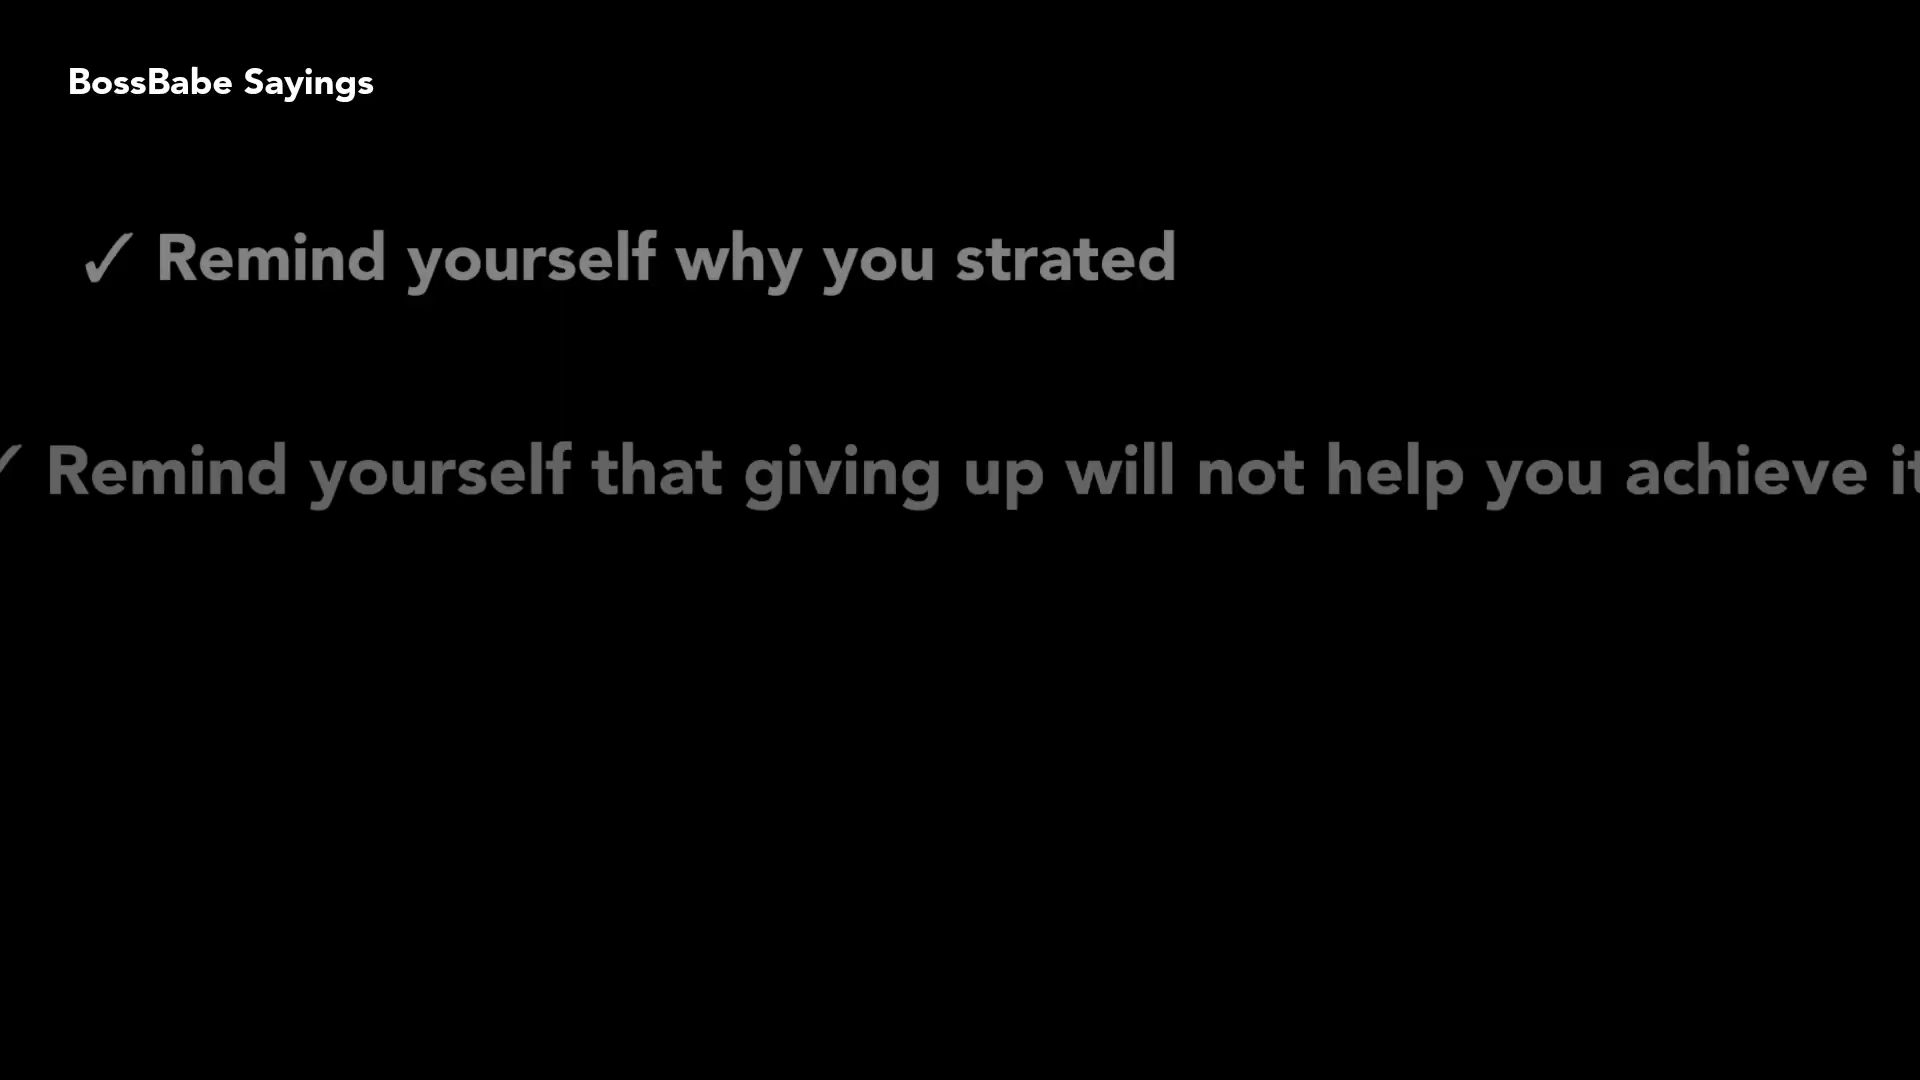 BossBabe Sayings
✓ Remind yourself why you strated
✓ Remind yourself that giving up will not help you achieve it